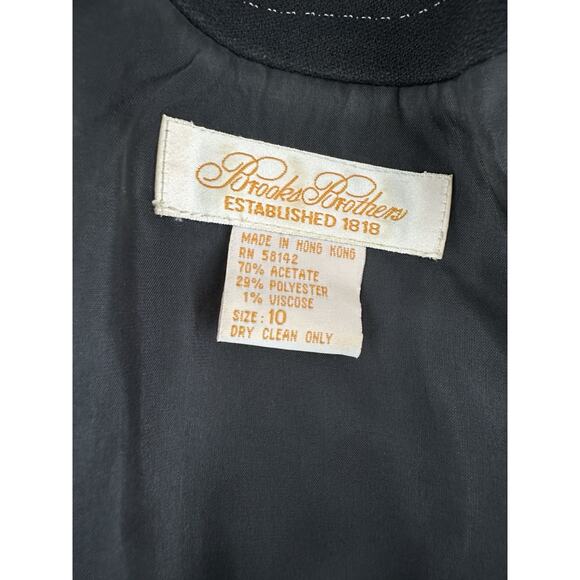 Brooks Brothers
ESTABLISHED 1818
MADE IN HONG KONG
RN 58142
70% ACETATE
29% POLYESTER
1% VISCOSE
SIZE: 10
DRY CLEAN ONLY